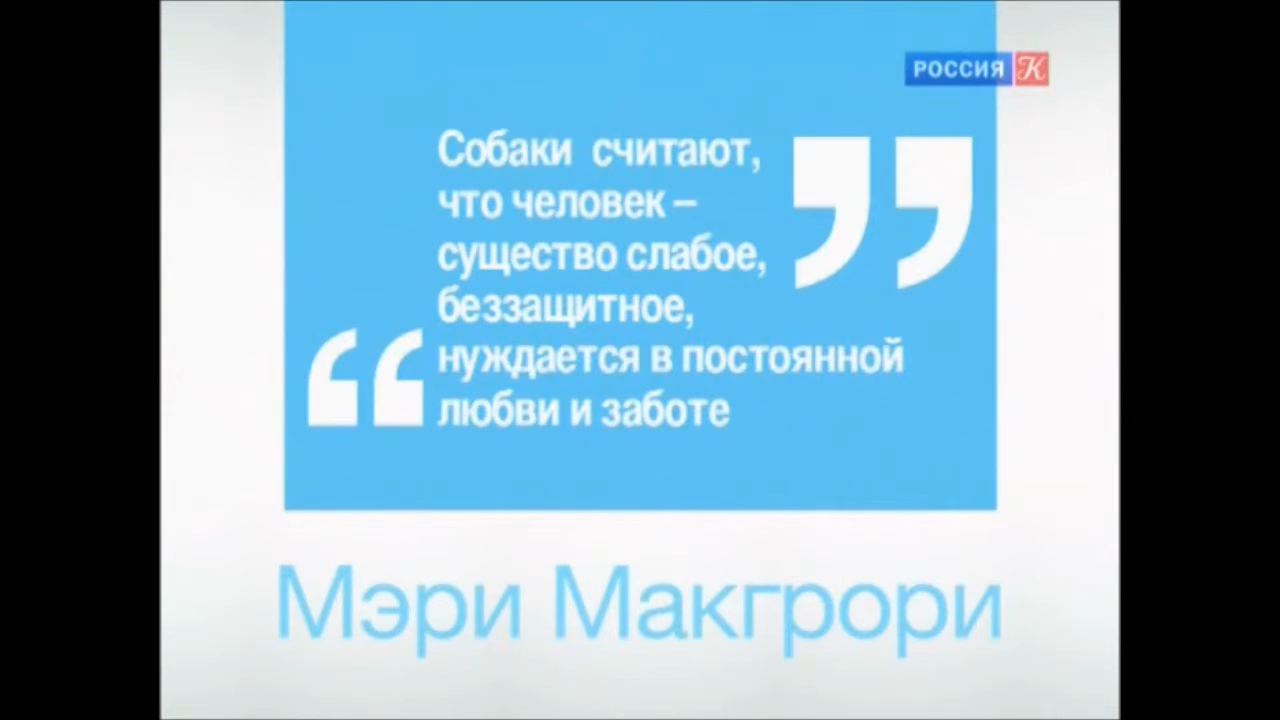 РОССИЯ К
Собаки считают,
что человек –
существо слабое,
беззащитное,
нуждается в постоянной
любви и заботе
Мэри Макгрори